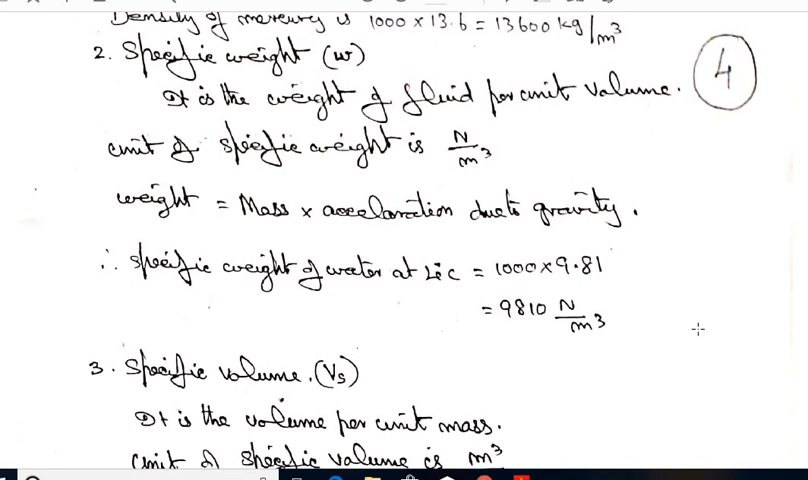 Density of mercury is 1000 × 13.6 = 13600 kg/m³
2. Specific weight (w)
It is the weight of fluid per unit volume.
4
unit of specific weight is N/m³
weight = Mass × acceleration due to gravity.
∴ specific weight of water at 4°C = 1000×9.81
= 9810 N/m³
3. Specific volume. (Vs)
It is the volume per unit mass.
unit of specific volume is m³